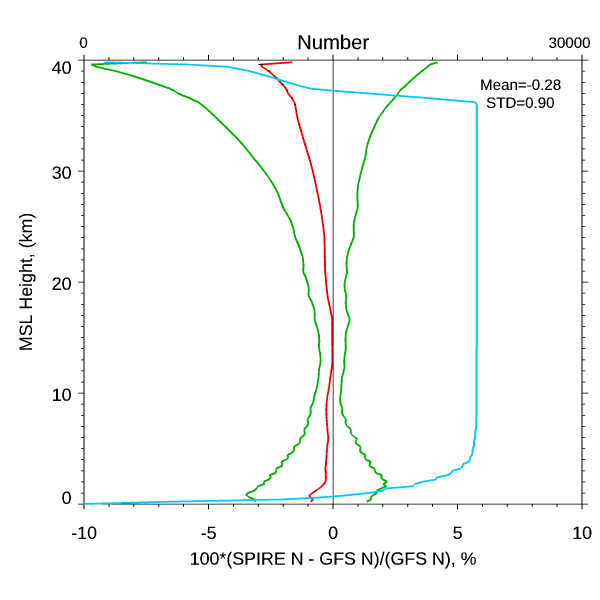 0 Number 30000
40
Mean=-0.28
STD=0.90
30
MSL Height, (km)
20
10
0
-10 -5 0 5 10
100*(SPIRE N - GFS N)/(GFS N), %